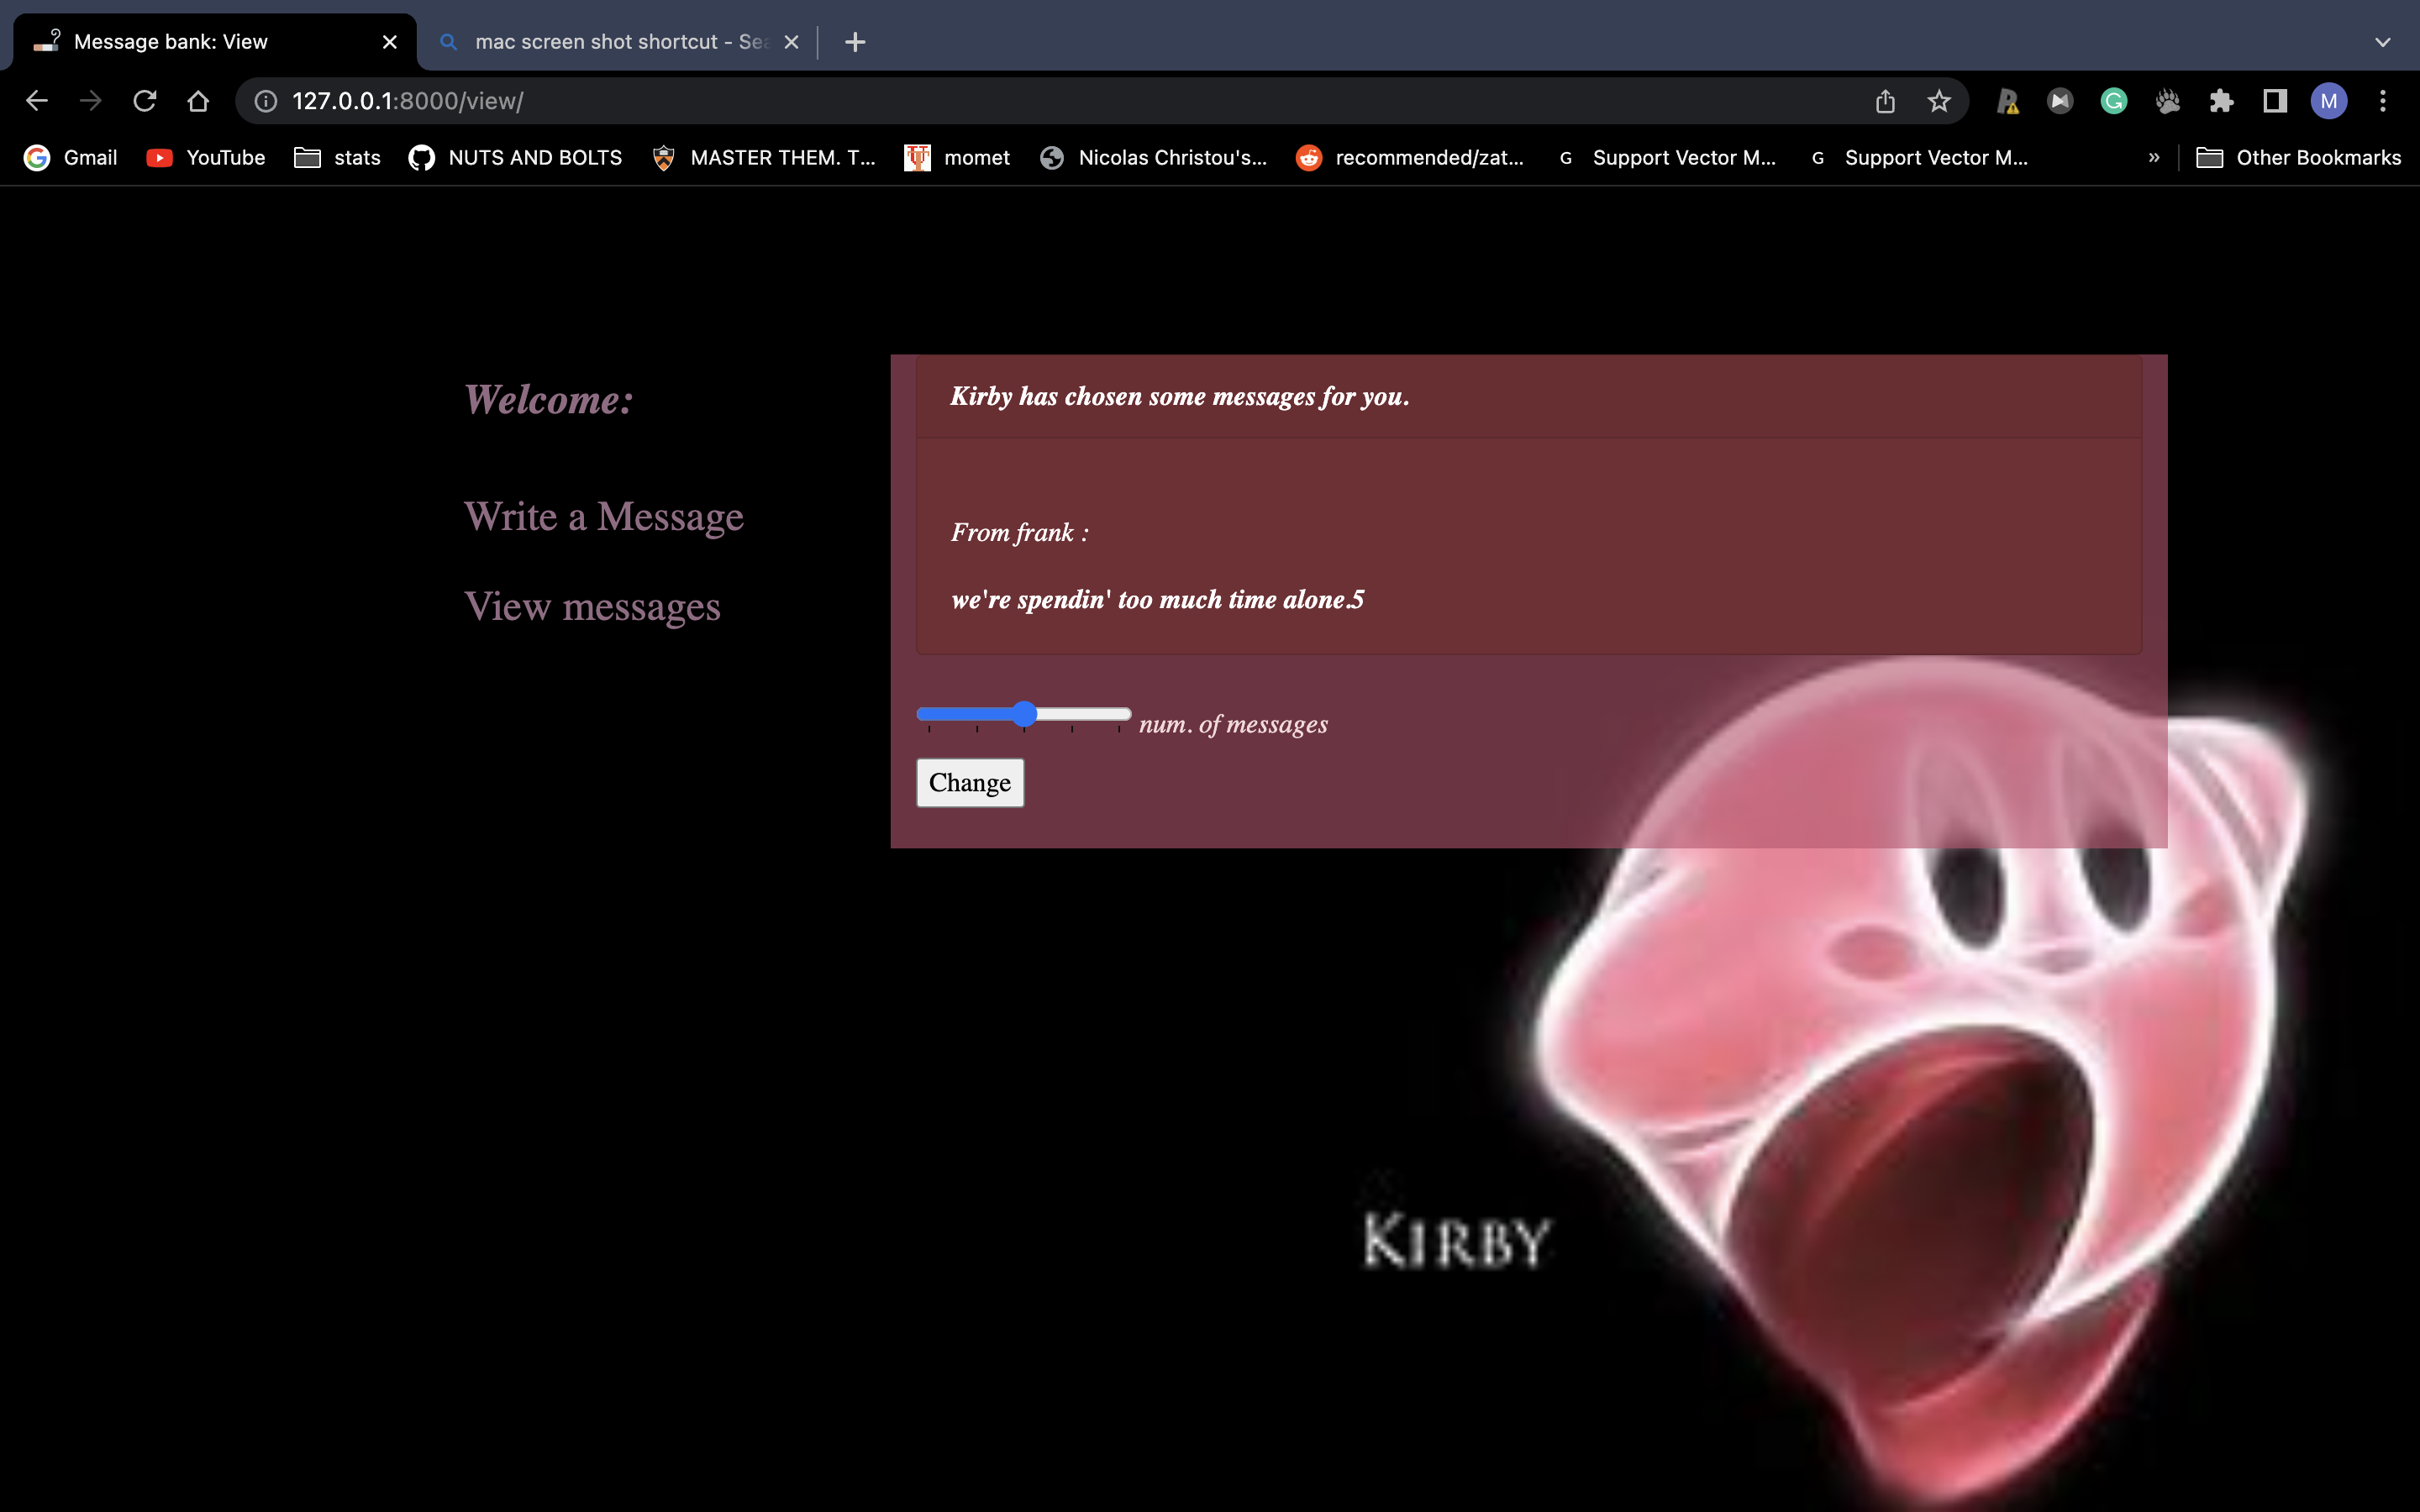 Message bank: View
mac screen shot shortcut - Sea
127.0.0.1:8000/view/
M
Gmail
YouTube
stats
NUTS AND BOLTS
MASTER THEM. T...
momet
Nicolas Christou's...
recommended/zat...
G Support Vector M...
G Support Vector M...
»
Other Bookmarks
Welcome:
Write a Message
View messages
Kirby has chosen some messages for you.
From frank :
we're spendin' too much time alone.5
num. of messages
Change
KIRBY